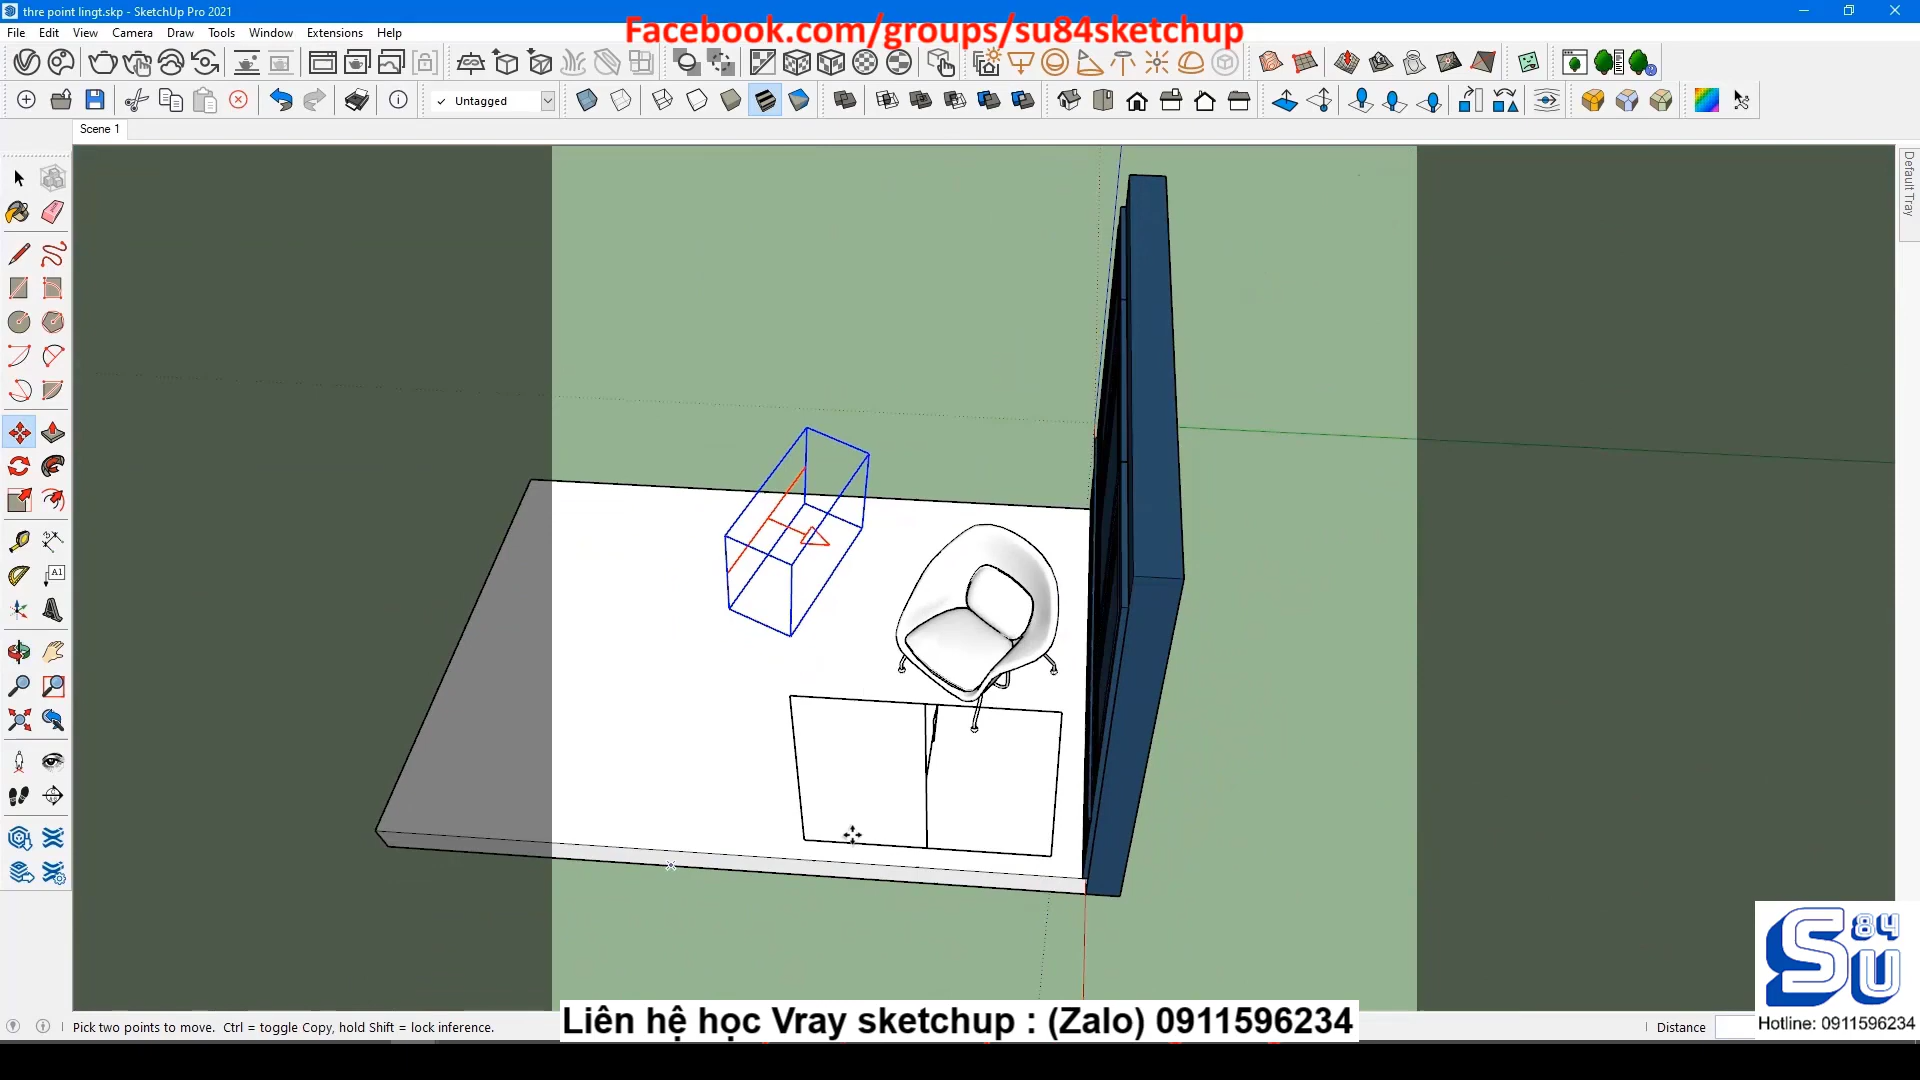 thre point lingt.skp - SketchUp Pro 2021
Facebook.com/groups/su84sketchup
File Edit View Camera Draw Tools Window Extensions Help
Untagged
Scene 1
Default Tray
A1
Pick two points to move. Ctrl = toggle Copy, hold Shift = lock inference.
Distance
Liên hệ học Vray sketchup : (Zalo) 0911596234
S 84 U
Hotline: 0911596234